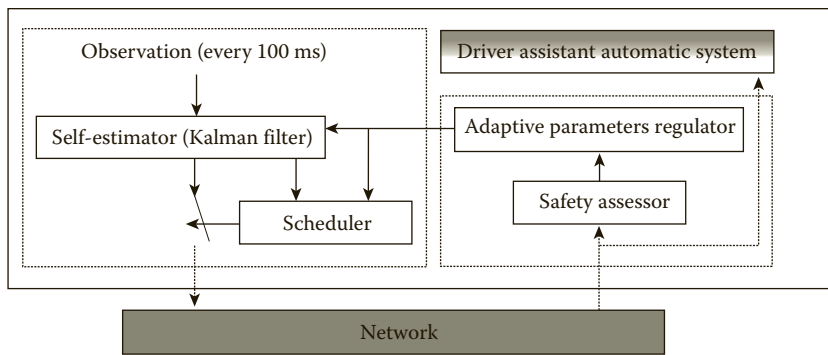 Observation (every 100 ms)
Driver assistant automatic system
Self-estimator (Kalman filter)
Adaptive parameters regulator
Scheduler
Safety assessor
Network